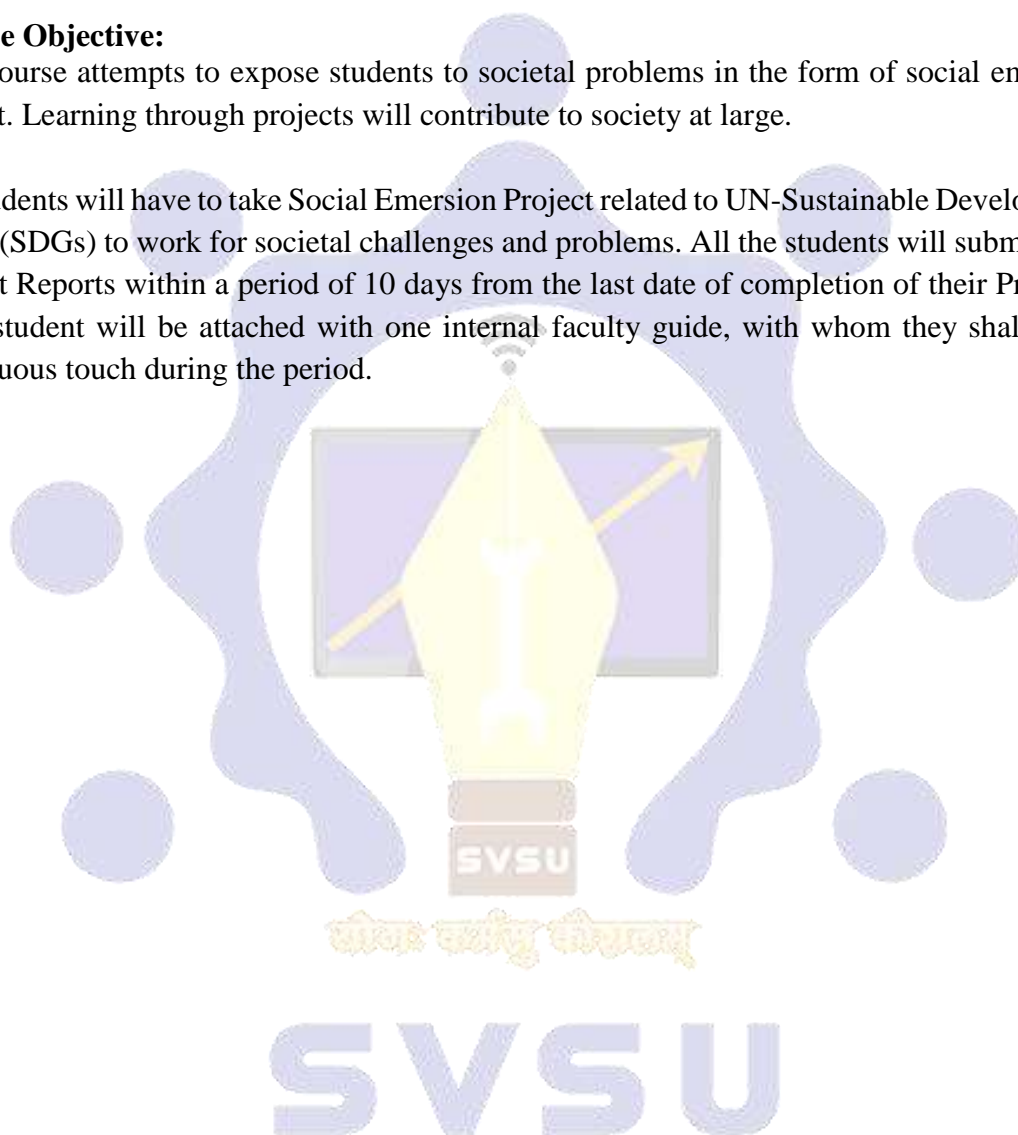 e Objective:
ourse attempts to expose students to societal problems in the form of social em
t. Learning through projects will contribute to society at large.
udents will have to take Social Emersion Project related to UN-Sustainable Develo
(SDGs) to work for societal challenges and problems. All the students will subm
t Reports within a period of 10 days from the last date of completion of their Pr
student will be attached with one internal faculty guide, with whom they shal
uous touch during the period.
SVSU
योगः कर्मसु कौशलम्
SVSU